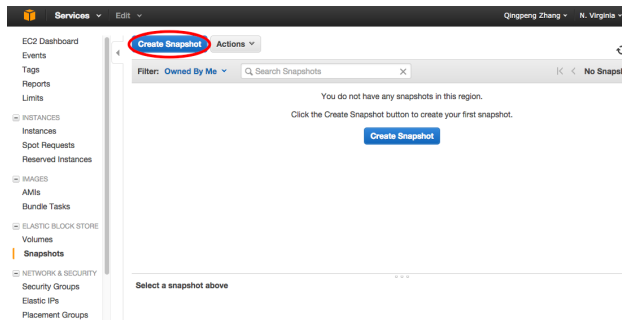 Services Edit Qingpeng Zhang N. Virginia
EC2 Dashboard
Events
Tags
Reports
Limits
INSTANCES
Instances
Spot Requests
Reserved Instances
IMAGES
AMIs
Bundle Tasks
ELASTIC BLOCK STORE
Volumes
Snapshots
NETWORK & SECURITY
Security Groups
Elastic IPs
Placement Groups
Create Snapshot Actions
Filter: Owned By Me Search Snapshots No Snaps
You do not have any snapshots in this region.
Click the Create Snapshot button to create your first snapshot.
Create Snapshot
Select a snapshot above